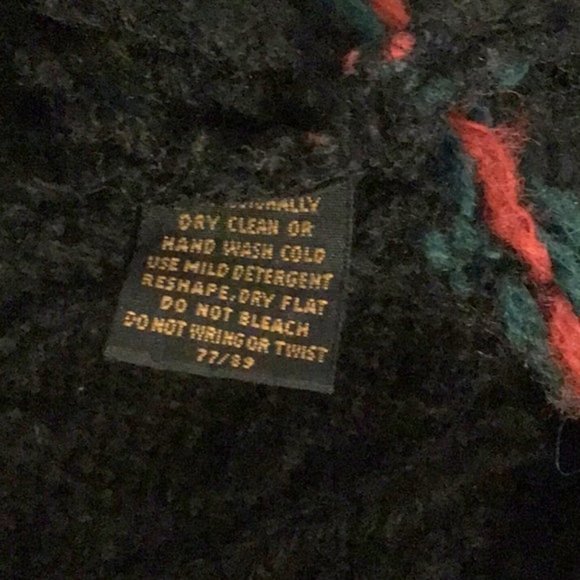 DRY CLEAN OR
HAND WASH COLD
USE MILD DETERGENT
RESHAPE, DRY FLAT
DO NOT BLEACH
DO NOT WRING OR TWIST
77/89